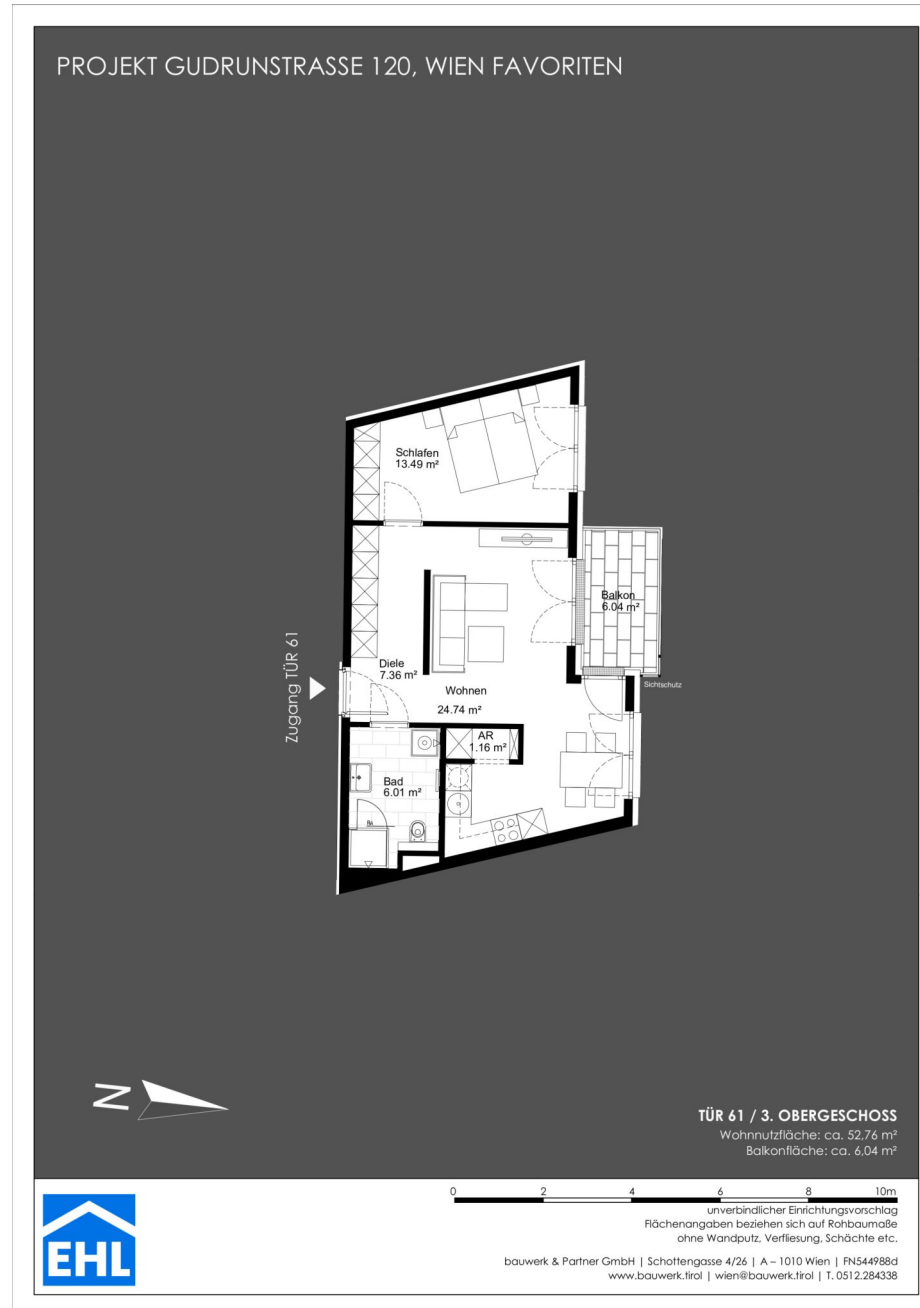 PROJEKT GUDRUNSTRASSE 120, WIEN FAVORITEN
Schlafen
13.49 m²
Balkon
6.04 m²
Zugang TÜR 61
Diele
7.36 m²
Sichtschutz
Wohnen
24.74 m²
AR
1.16 m²
Bad
6.01 m²
N
TÜR 61 / 3. OBERGESCHOSS
Wohnnutzfläche: ca. 52,76 m²
Balkonfläche: ca. 6,04 m²
0 2 4 6 8 10m
unverbindlicher Einrichtungsvorschlag
Flächenangaben beziehen sich auf Rohbaumaße
ohne Wandputz, Verfliesung, Schächte etc.
EHL
bauwerk & Partner GmbH | Schottengasse 4/26 | A – 1010 Wien | FN544988d
www.bauwerk.tirol | wien@bauwerk.tirol | T. 0512.284338